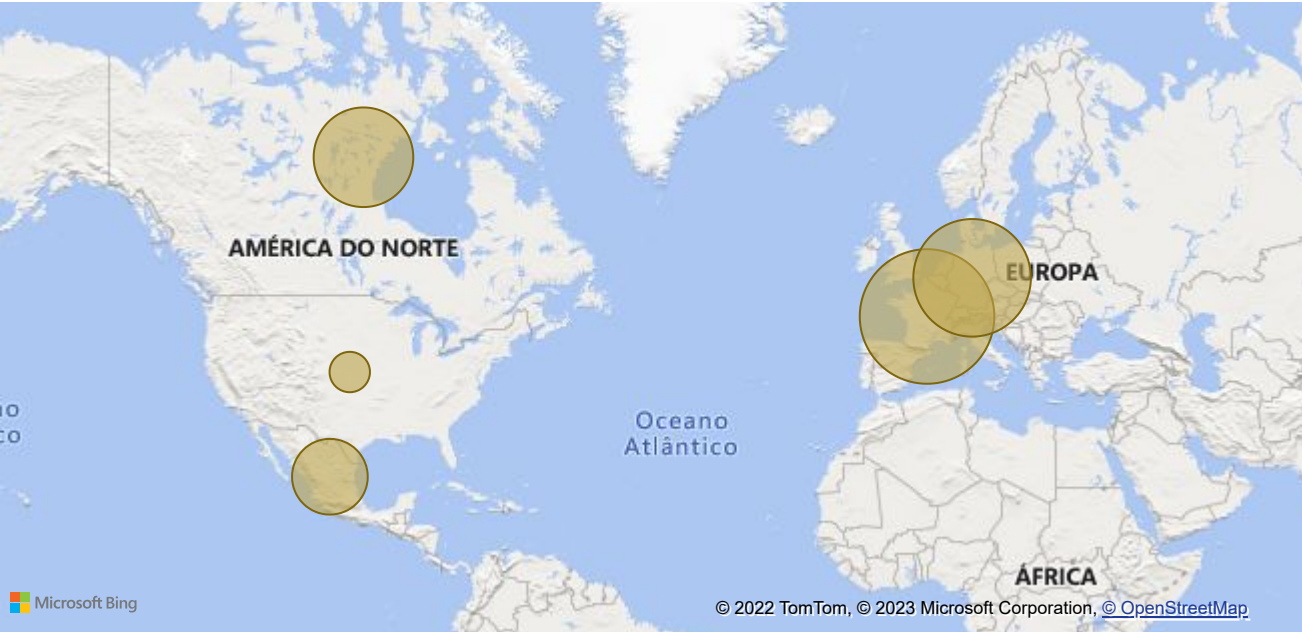 AMÉRICA DO NORTE
EUROPA
Oceano
Atlântico
ÁFRICA
Microsoft Bing
© 2022 TomTom, © 2023 Microsoft Corporation, © OpenStreetMap